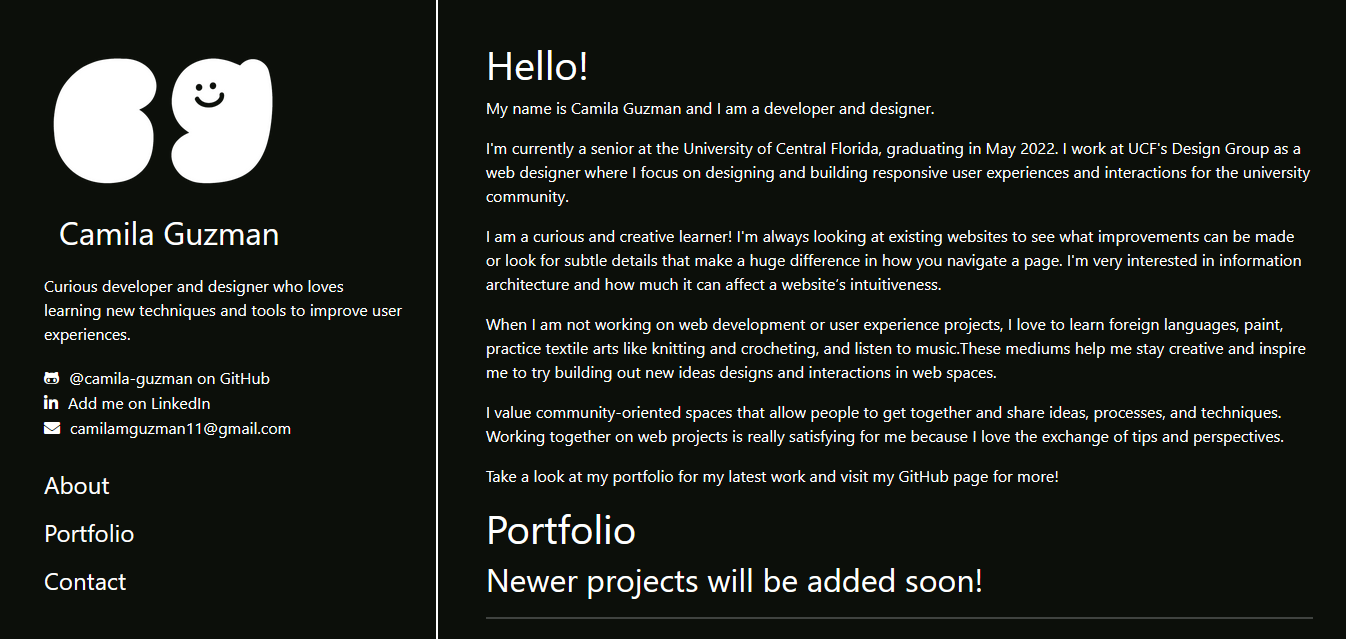 cg
Camila Guzman
Curious developer and designer who loves
learning new techniques and tools to improve user
experiences.
@camila-guzman on GitHub
Add me on LinkedIn
camilamguzman11@gmail.com
About
Portfolio
Contact
Hello!
My name is Camila Guzman and I am a developer and designer.
I'm currently a senior at the University of Central Florida, graduating in May 2022. I work at UCF's Design Group as a
web designer where I focus on designing and building responsive user experiences and interactions for the university
community.
I am a curious and creative learner! I'm always looking at existing websites to see what improvements can be made
or look for subtle details that make a huge difference in how you navigate a page. I'm very interested in information
architecture and how much it can affect a website’s intuitiveness.
When I am not working on web development or user experience projects, I love to learn foreign languages, paint,
practice textile arts like knitting and crocheting, and listen to music.These mediums help me stay creative and inspire
me to try building out new ideas designs and interactions in web spaces.
I value community-oriented spaces that allow people to get together and share ideas, processes, and techniques.
Working together on web projects is really satisfying for me because I love the exchange of tips and perspectives.
Take a look at my portfolio for my latest work and visit my GitHub page for more!
Portfolio
Newer projects will be added soon!